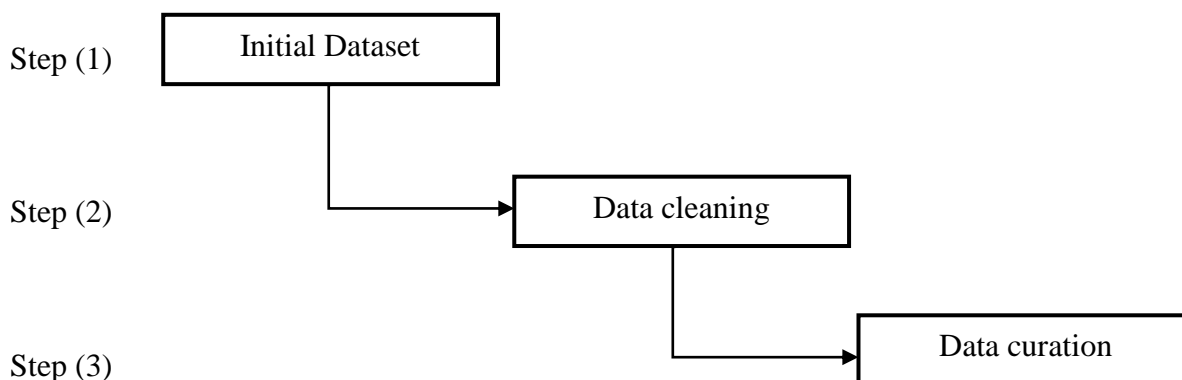 Step (1)
Initial Dataset
Step (2)
Data cleaning
Step (3)
Data curation